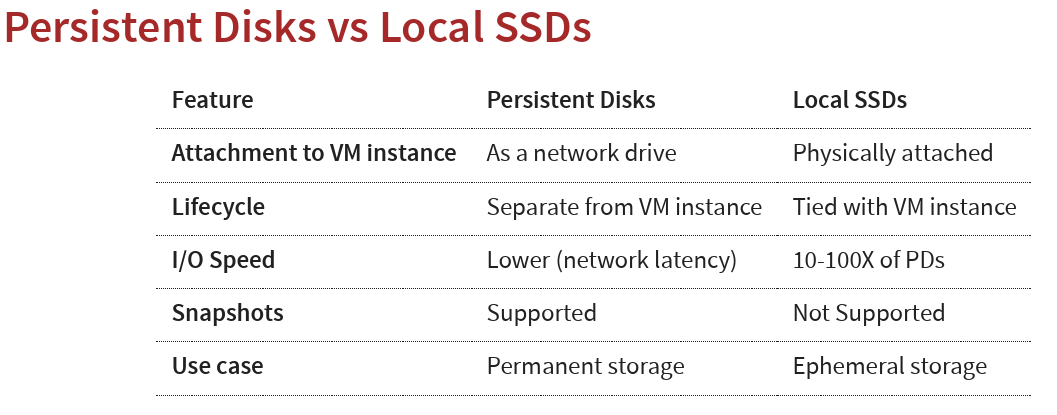 Persistent Disks vs Local SSDs
Feature Persistent Disks Local SSDs
Attachment to VM instance As a network drive Physically attached
Lifecycle Separate from VM instance Tied with VM instance
I/O Speed Lower (network latency) 10-100X of PDs
Snapshots Supported Not Supported
Use case Permanent storage Ephemeral storage